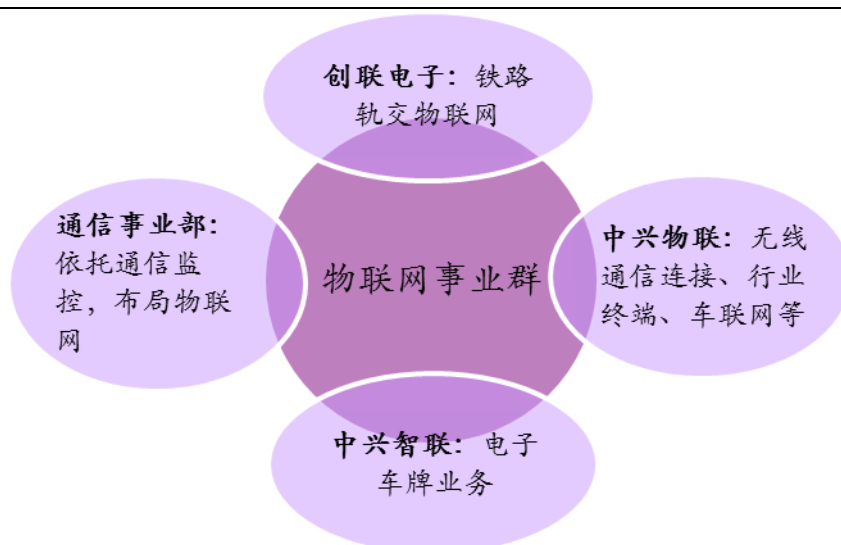 创联电子：铁路
轨交物联网
通信事业部：
依托通信监
控，布局物联
网
物联网事业群
中兴物联：无线
通信连接、行业
终端、车联网等
中兴智联：电子
车牌业务